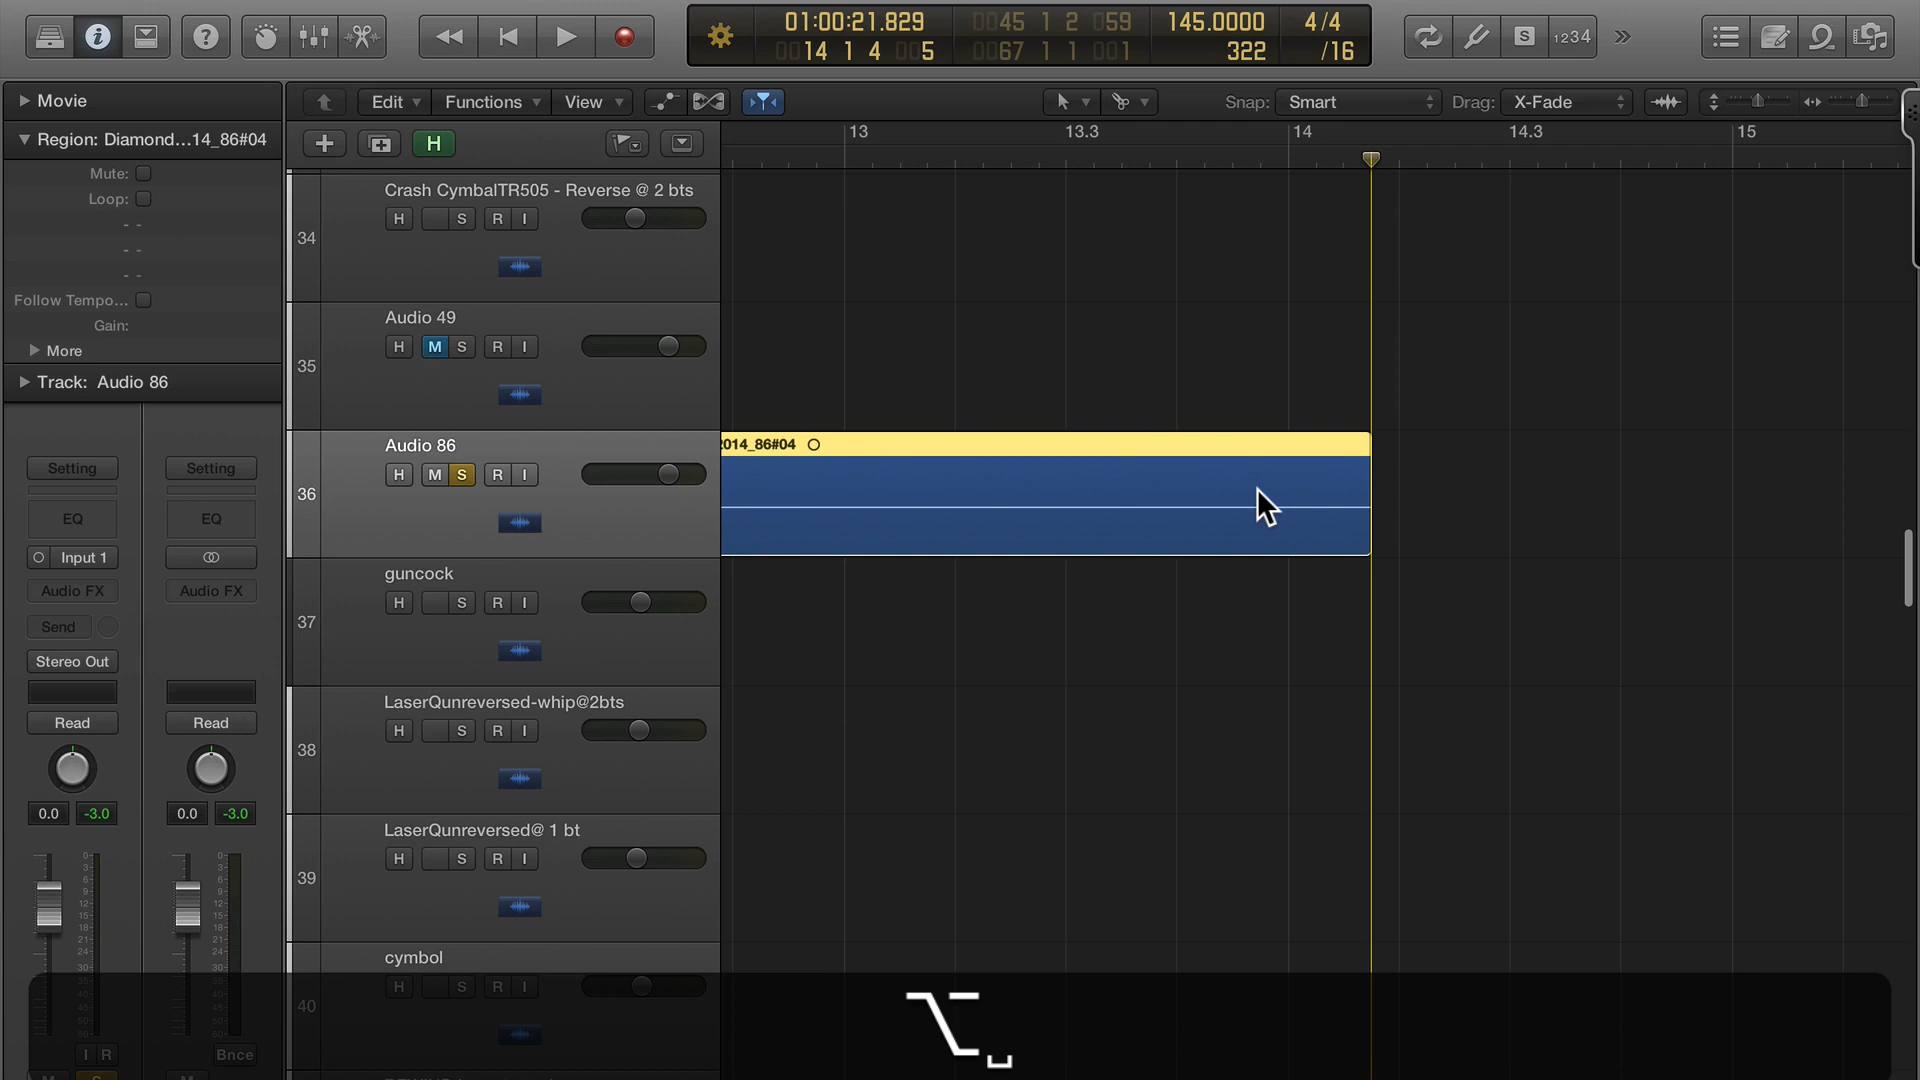 01:00:21.829 0045 1 2 059 145.0000 4/4
0014 1 4 005 0067 1 1 001 322 /16
S 1234
Movie
Edit Functions View Snap: Smart Drag: X-Fade
Region: Diamond...14_86#04
H
13 13.3 14 14.3 15
Mute:
Loop:
- -
- -
- -
Follow Tempo...
Gain:
More
Track: Audio 86
Setting Setting
EQ EQ
Input 1
Audio FX Audio FX
Send
Stereo Out
Read Read
0.0 -3.0 0.0 -3.0
I R Bnce
34 Crash CymbalTR505 - Reverse @ 2 bts
H S R I
35 Audio 49
H M S R I
36 Audio 86
H M S R I
2014_86#04
37 guncock
H S R I
38 LaserQunreversed-whip@2bts
H S R I
39 LaserQunreversed@ 1 bt
H S R I
40 cymbol
H S R I
⌥␣